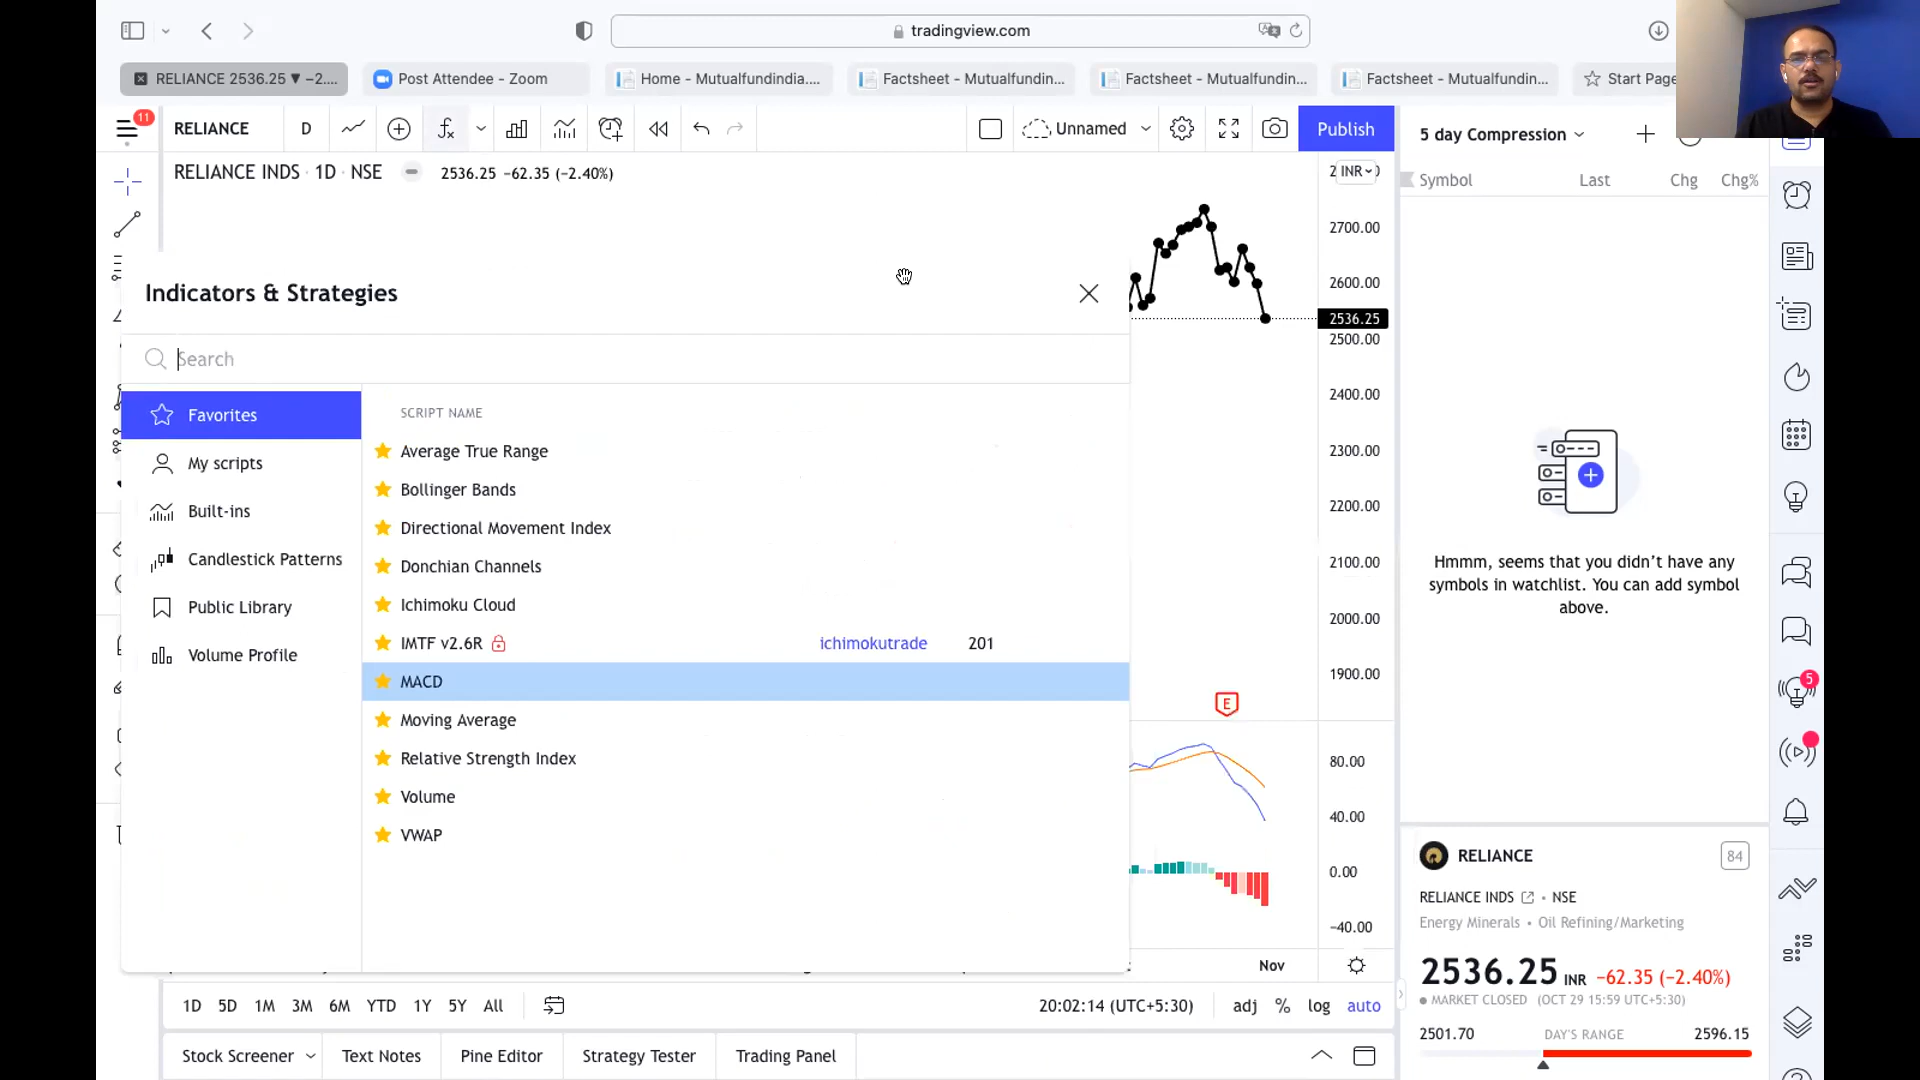 tradingview.com
RELIANCE 2536.25 ▼ −2....
Post Attendee - Zoom
Home - Mutualfundindia....
Factsheet - Mutualfundin...
Factsheet - Mutualfundin...
Factsheet - Mutualfundin...
Start Page
11
RELIANCE
D
Unnamed
Publish
5 day Compression
RELIANCE INDS · 1D · NSE
2536.25 −62.35 (−2.40%)
INR
Symbol
Last
Chg
Chg%
2700.00
2600.00
2536.25
2500.00
2400.00
2300.00
2200.00
2100.00
2000.00
1900.00
Indicators & Strategies
Search
Favorites
My scripts
Built-ins
Candlestick Patterns
Public Library
Volume Profile
SCRIPT NAME
Average True Range
Bollinger Bands
Directional Movement Index
Donchian Channels
Ichimoku Cloud
IMTF v2.6R
ichimokutrade
201
MACD
Moving Average
Relative Strength Index
Volume
VWAP
E
80.00
40.00
0.00
−40.00
Nov
Hmmm, seems that you didn’t have any
symbols in watchlist. You can add symbol
above.
5
RELIANCE
84
RELIANCE INDS • NSE
Energy Minerals • Oil Refining/Marketing
2536.25 INR −62.35 (−2.40%)
MARKET CLOSED (OCT 29 15:59 UTC+5:30)
2501.70
DAY'S RANGE
2596.15
1D 5D 1M 3M 6M YTD 1Y 5Y All
20:02:14 (UTC+5:30)
adj % log auto
Stock Screener
Text Notes
Pine Editor
Strategy Tester
Trading Panel